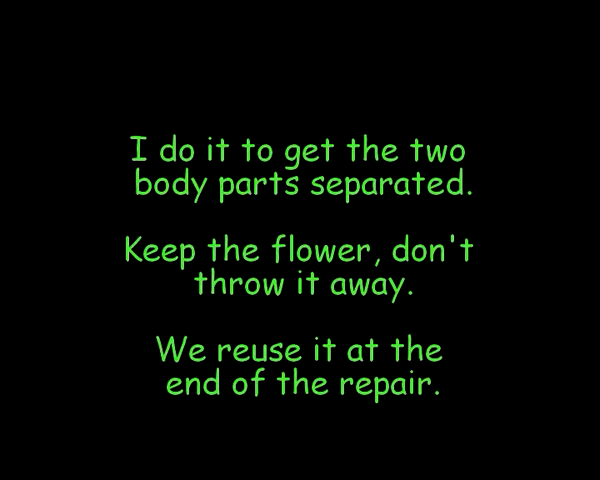 I do it to get the two
body parts separated.
Keep the flower, don't
throw it away.
We reuse it at the
end of the repair.